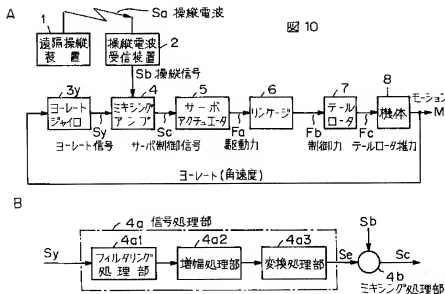 A
Sa 操縦電波
図10
1
遠隔操縦
装置
2
操縦電波
受信装置
Sb 操縦信号
3y
ヨーレート
ジャイロ
4
ミキシング
アンプ
5
サーボ
アクチュエータ
6
リンケージ
7
テール
ロータ
8
機体
モーション
M
Sy
ヨーレート信号
Sc
サーボ制御信号
Fa
駆動力
Fb
制御力
Fc
テールロータ推力
ヨーレート(角速度)
B
4a 信号処理部
Sy
4a1
フィルタリング
処理部
4a2
増幅処理部
4a3
変換処理部
Se
Sb
Sc
4b
ミキシング処理部